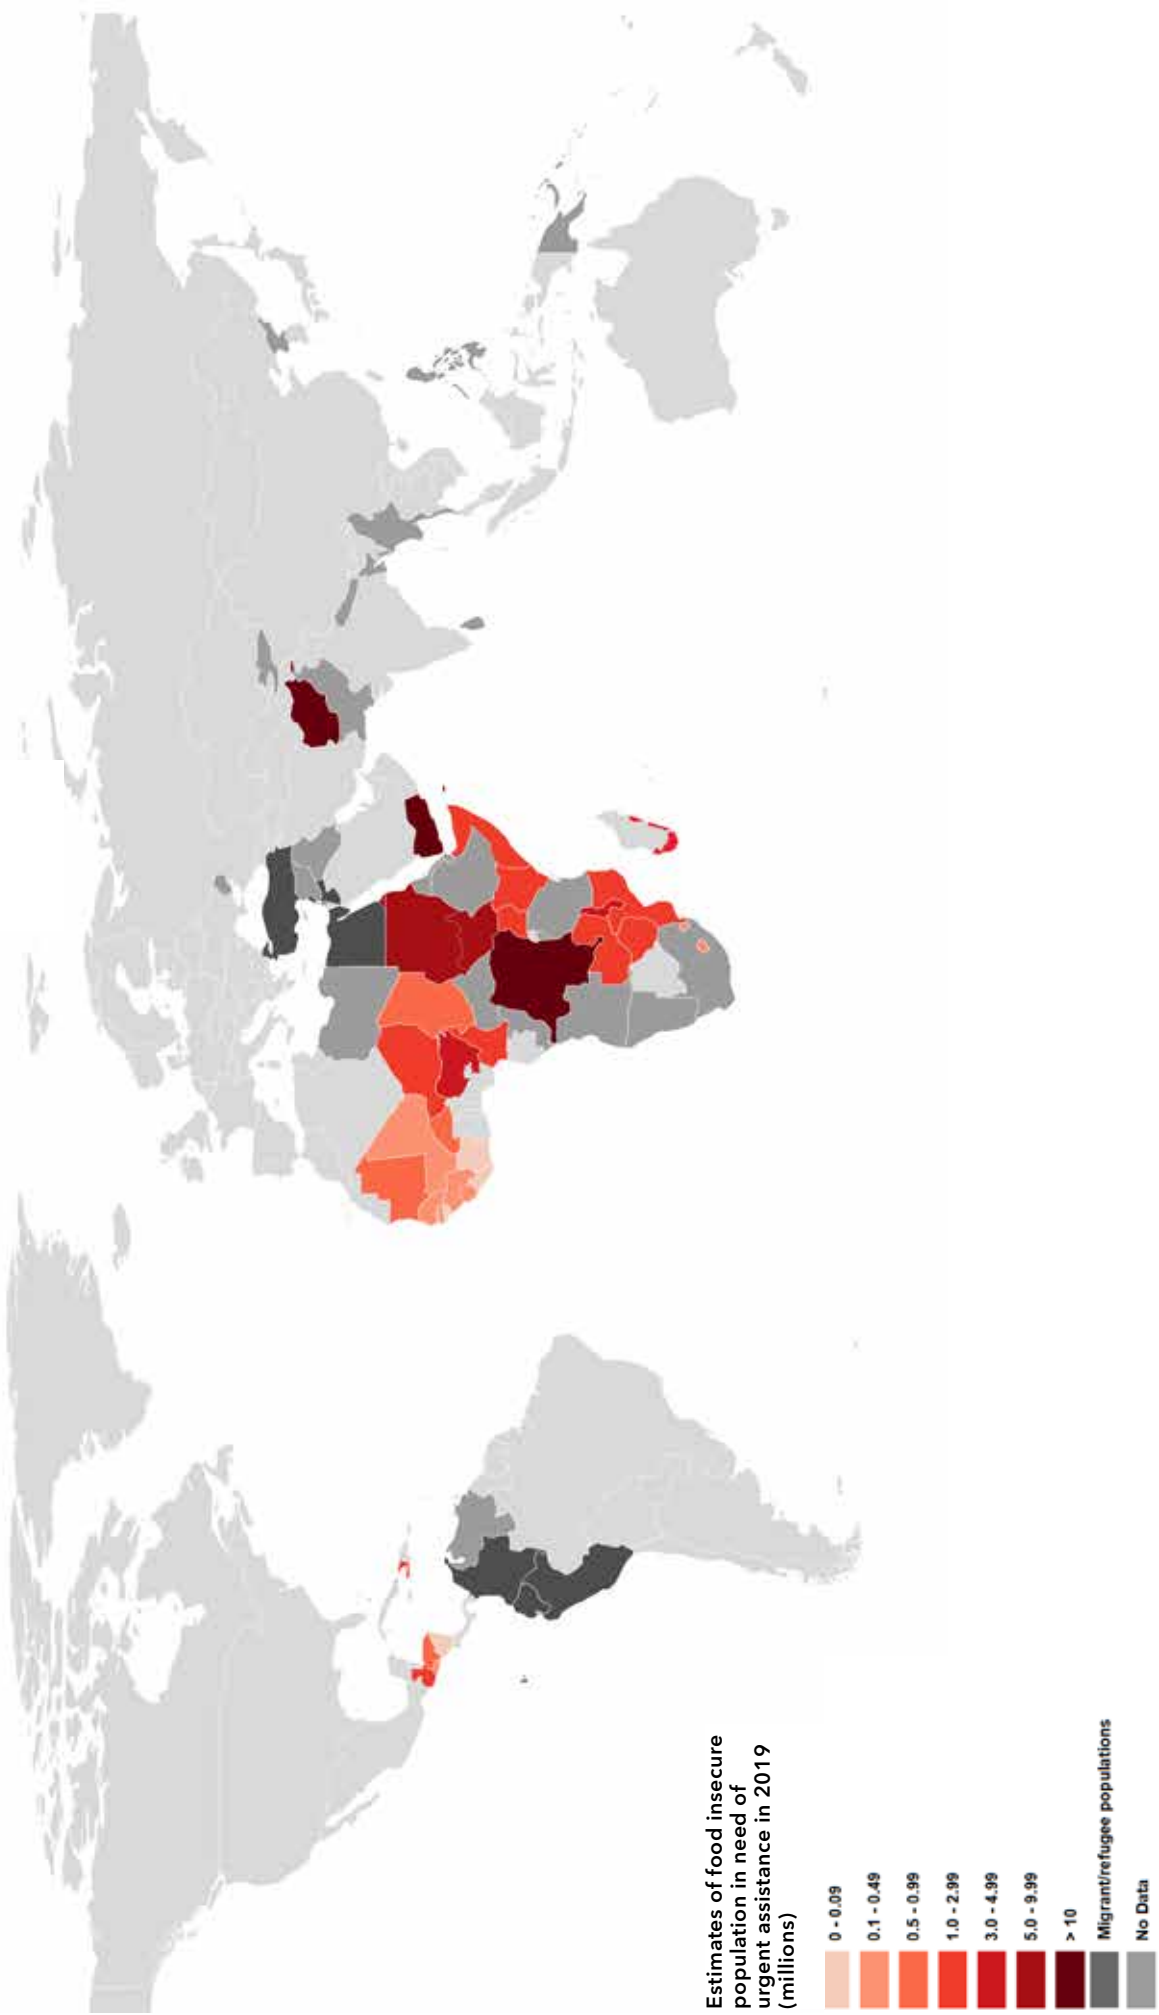 Estimates of food insecure
population in need of
urgent assistance in 2019
(millions)
0 - 0.09
0.1 - 0.49
0.5 - 0.99
1.0 - 2.99
3.0 - 4.99
5.0 - 9.99
> 10
Migrant/refugee populations
No Data